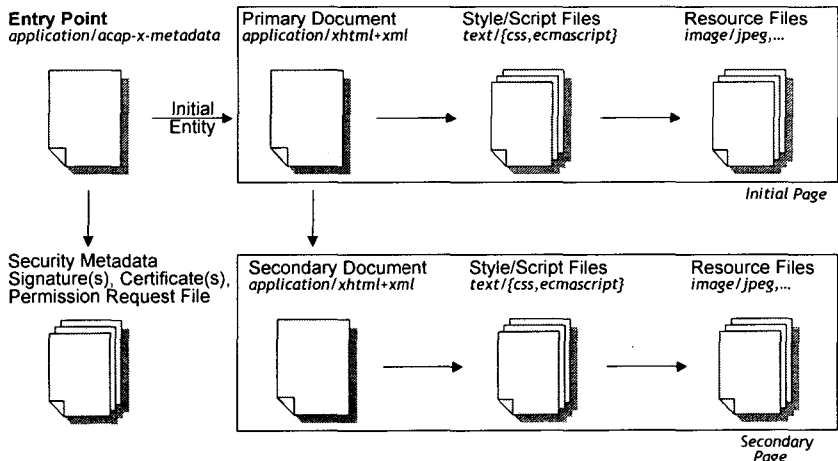 Entry Point
application/acap-x-metadata
Primary Document
application/xhtml+xml
Style/Script Files
text/{css,ecmascript}
Resource Files
image/jpeg,...
Initial
Entity
Initial Page
Security Metadata
Signature(s), Certificate(s),
Permission Request File
Secondary Document
application/xhtml+xml
Style/Script Files
text/{css,ecmascript}
Resource Files
image/jpeg,...
Secondary
Page